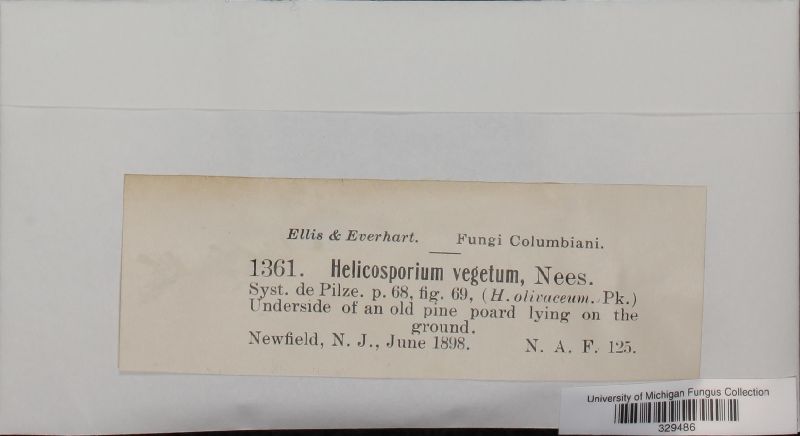 Ellis & Everhart. Fungi Columbiani.
1361. Helicosporium vegetum, Nees.
Syst. de Pilze. p. 68, fig. 69, (H. olivaceum. Pk.)
Underside of an old pine poard lying on the
ground.
Newfield, N. J., June 1898. N. A. F. 125.
University of Michigan Fungus Collection
329486